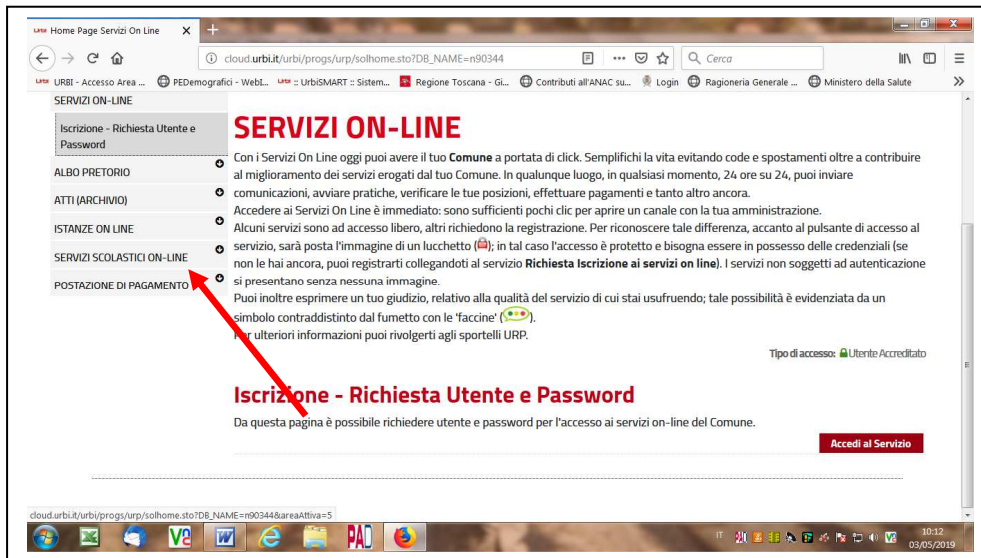 Urbi Home Page Servizi On Line X +
cloud.urbi.it/urbi/progs/urp/solhome.sto?DB_NAME=n90344
Cerca
Urbi URBI - Accesso Area ... PEDemografici - WebI... Urbi :: UrbiSMART :: Sistem... Regione Toscana - Gi... Contributi all'ANAC su... Login Ragioneria Generale ... Ministero della Salute
SERVIZI ON-LINE
Iscrizione - Richiesta Utente e
Password
ALBO PRETORIO
ATTI (ARCHIVIO)
ISTANZE ON LINE
SERVIZI SCOLASTICI ON-LINE
POSTAZIONE DI PAGAMENTO
SERVIZI ON-LINE
Con i Servizi On Line oggi puoi avere il tuo Comune a portata di click. Semplifichi la vita evitando code e spostamenti oltre a contribuire
al miglioramento dei servizi erogati dal tuo Comune. In qualunque luogo, in qualsiasi momento, 24 ore su 24, puoi inviare
comunicazioni, avviare pratiche, verificare le tue posizioni, effettuare pagamenti e tanto altro ancora.
Accedere ai Servizi On Line è immediato: sono sufficienti pochi clic per aprire un canale con la tua amministrazione.
Alcuni servizi sono ad accesso libero, altri richiedono la registrazione. Per riconoscere tale differenza, accanto al pulsante di accesso al
servizio, sarà posta l'immagine di un lucchetto (); in tal caso l'accesso è protetto e bisogna essere in possesso delle credenziali (se
non le hai ancora, puoi registrarti collegandoti al servizio Richiesta Iscrizione ai servizi on line). I servizi non soggetti ad autenticazione
si presentano senza nessuna immagine.
Puoi inoltre esprimere un tuo giudizio, relativo alla qualità del servizio di cui stai usufruendo; tale possibilità è evidenziata da un
simbolo contraddistinto dal fumetto con le 'faccine' ().
Per ulteriori informazioni puoi rivolgerti agli sportelli URP.
Tipo di accesso: Utente Accreditato
Iscrizione - Richiesta Utente e Password
Da questa pagina è possibile richiedere utente e password per l'accesso ai servizi on-line del Comune.
Accedi al Servizio
cloud.urbi.it/urbi/progs/urp/solhome.sto?DB_NAME=n90344&areaAttiva=5
PAD
IT
10:12
03/05/2019